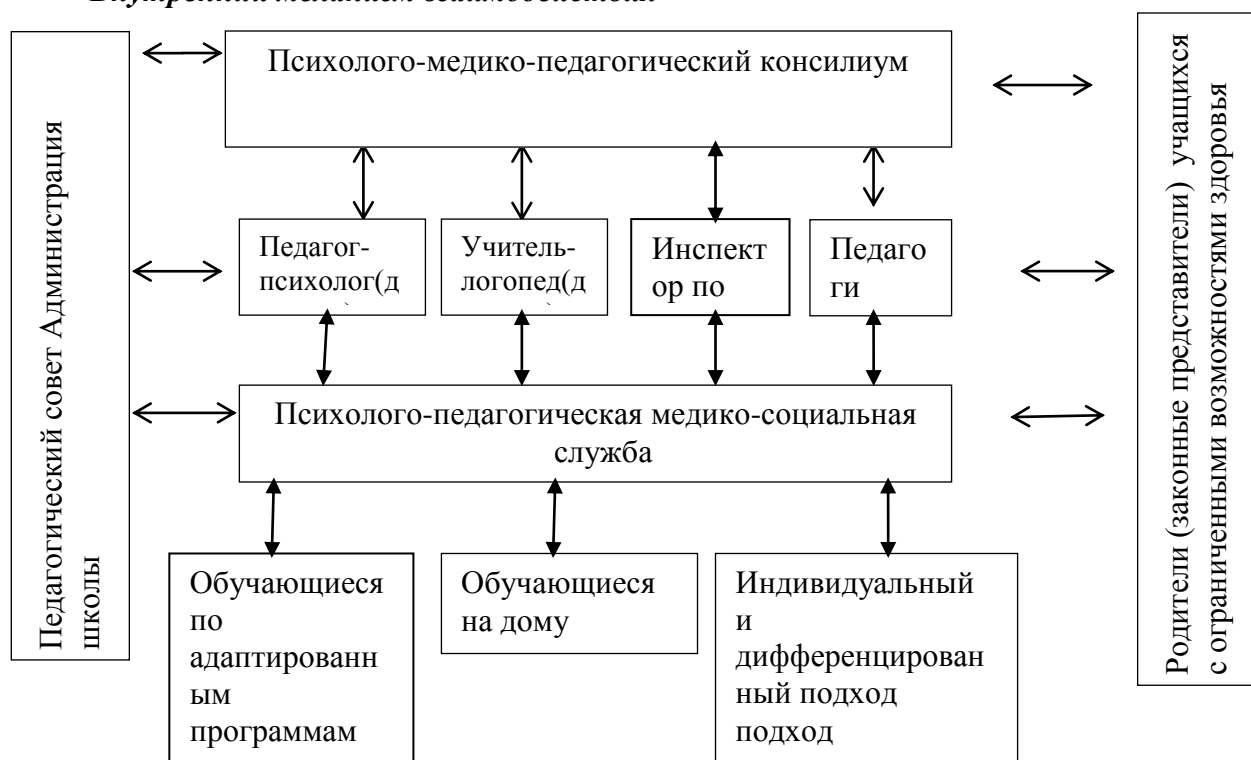 Внутренний механизм взаимодействия
Педагогический совет Администрация
школы
Психолого-медико-педагогический консилиум
Педагог-
психолог(д
Учитель-
логопед(д
Инспект
ор по
Педаго
ги
Психолого-педагогическая медико-социальная
служба
Обучающиеся
по
адаптированн
ым
программам
Обучающиеся
на дому
Индивидуальный
и
дифференцирован
ный подход
подход
Родители (законные представители) учащихся
с ограниченными возможностями здоровья